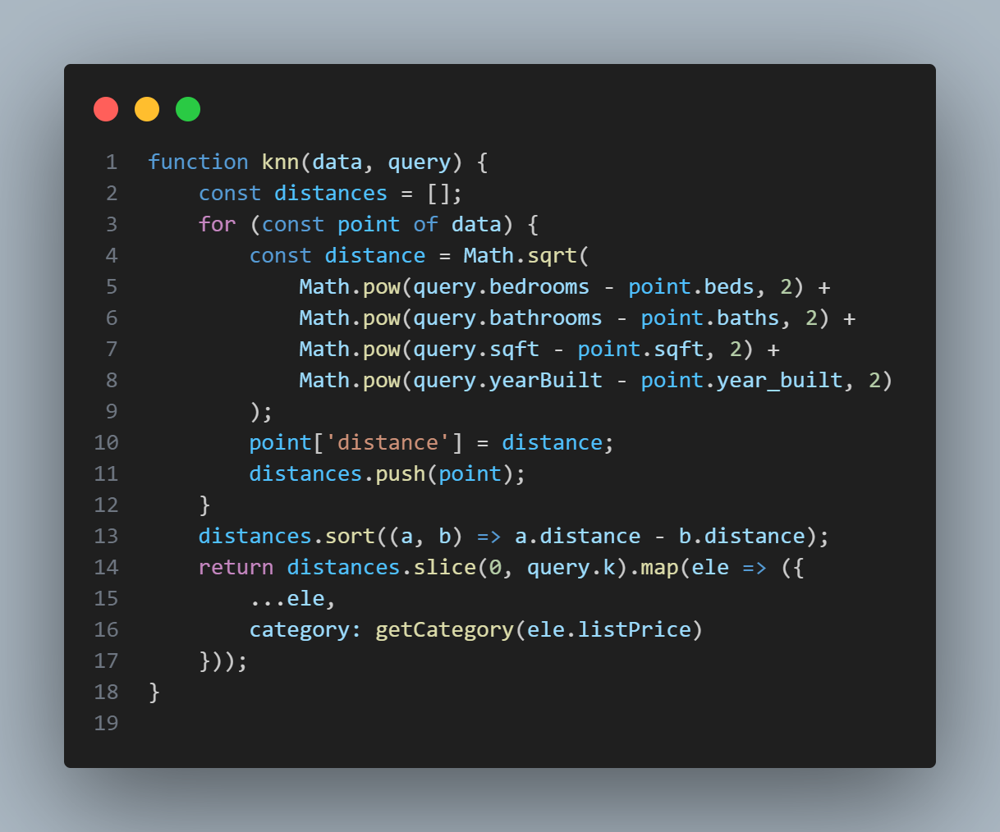 1 function knn(data, query) {
2     const distances = [];
3     for (const point of data) {
4         const distance = Math.sqrt(
5             Math.pow(query.bedrooms - point.beds, 2) +
6             Math.pow(query.bathrooms - point.baths, 2) +
7             Math.pow(query.sqft - point.sqft, 2) +
8             Math.pow(query.yearBuilt - point.year_built, 2)
9         );
10         point['distance'] = distance;
11         distances.push(point);
12     }
13     distances.sort((a, b) => a.distance - b.distance);
14     return distances.slice(0, query.k).map(ele => ({
15         ...ele,
16         category: getCategory(ele.listPrice)
17     }));
18 }
19